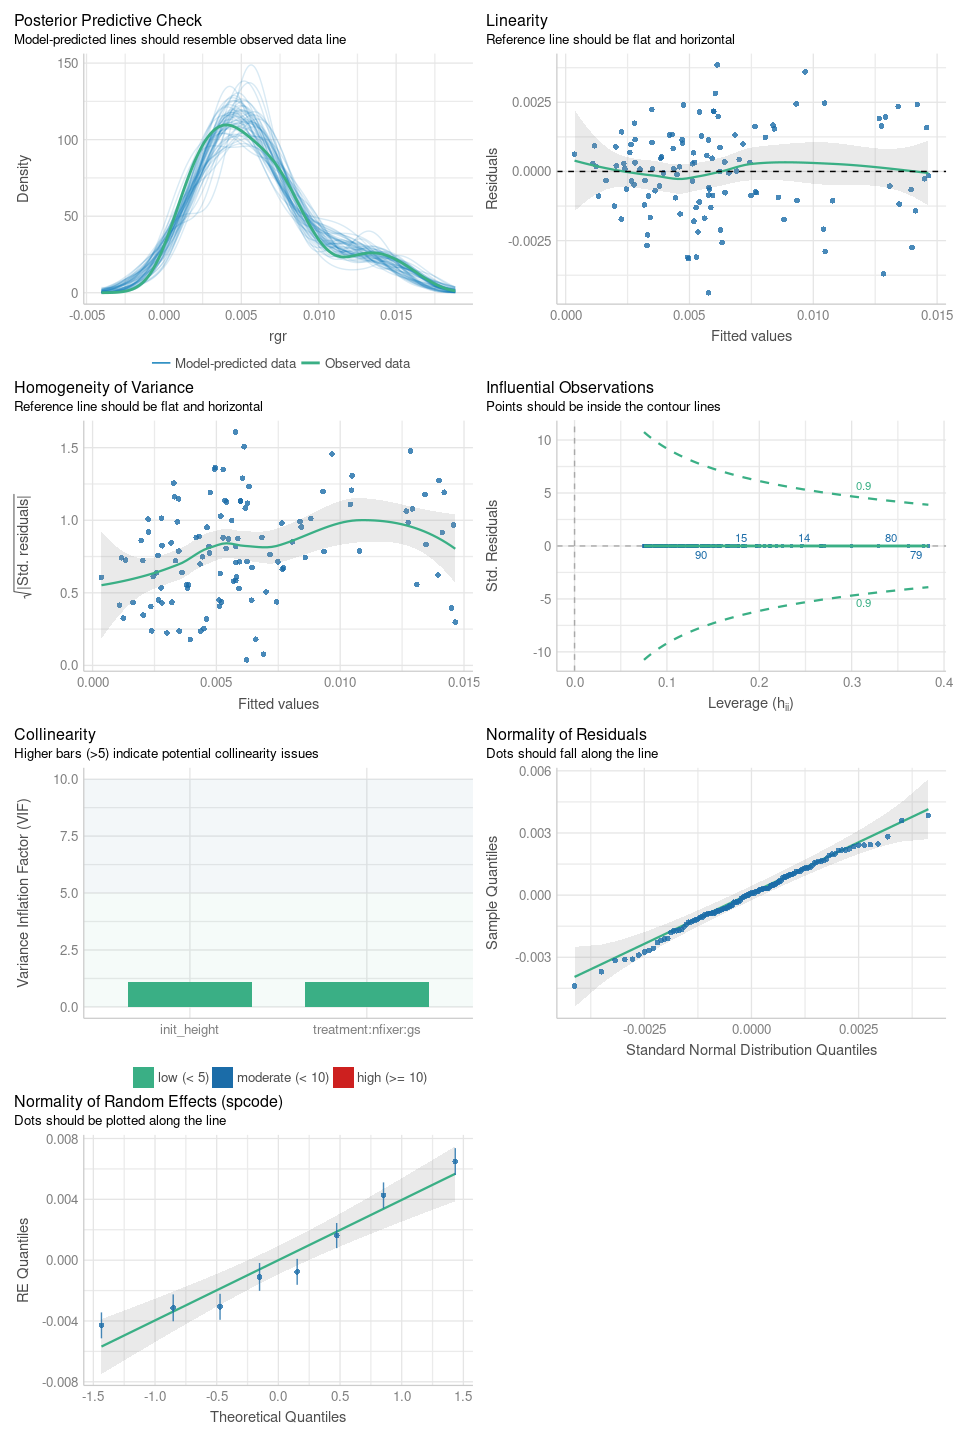 Posterior Predictive Check
Model-predicted lines should resemble observed data line
150
100
50
0
Density
-0.005
0.000
0.005
0.010
0.015
rgr
Model-predicted data
Observed data
Linearity
Reference line should be flat and horizontal
0.0025
0.0000
-0.0025
Residuals
0.000
0.005
0.010
0.015
Fitted values
Homogeneity of Variance
Reference line should be flat and horizontal
1.5
1.0
0.5
0.0
√|Std. residuals|
0.000
0.005
0.010
0.015
Fitted values
Influential Observations
Points should be inside the contour lines
10
5
0
-5
-10
Std. Residuals
0.9
15
14
80
90
79
0.9
0.0
0.1
0.2
0.3
0.4
Leverage (hii)
Collinearity
Higher bars (>5) indicate potential collinearity issues
10.0
7.5
5.0
2.5
0.0
Variance Inflation Factor (VIF)
init_height
treatment:nfixer:gs
low (< 5)
moderate (< 10)
high (>= 10)
Normality of Residuals
Dots should fall along the line
0.006
0.003
0.000
-0.003
Sample Quantiles
-0.0025
0.0000
0.0025
Standard Normal Distribution Quantiles
Normality of Random Effects (spcode)
Dots should be plotted along the line
0.008
0.004
0.000
-0.004
-0.008
RE Quantiles
-1.5
-1.0
-0.5
0.0
0.5
1.0
1.5
Theoretical Quantiles